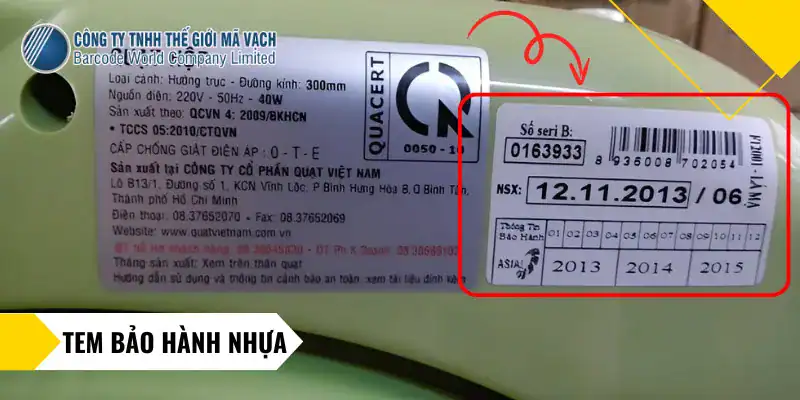 CÔNG TY TNHH THẾ GIỚI MÃ VẠCH
Barcode World Company Limited
Loại cánh: Hướng trục - Đường kính: 300mm
Nguồn điện: 220V - 50Hz - 40W
Sản xuất theo: QCVN 4: 2009/BKHCN
• TCCS 05:2010/CTQVN
CẤP CHỐNG GIẬT ĐIỆN ÁP : 0 - T - E
Sản xuất tại CÔNG TY CỔ PHẦN QUẠT VIỆT NAM
Lô B13/1, Đường số 1, KCN Vĩnh Lộc, P Bình Hưng Hòa B, Q Bình Tân,
Thành phố Hồ Chí Minh
Điện thoại: 08.37652070 • Fax: 08.37652069
Website: www.quatvietnam.com.vn
Tháng sản xuất: Xem trên thân quạt
Hướng dẫn sử dụng và thông tin cảnh báo an toàn: xem tài liệu đính kèm
QUACERT
0050 - 10
Số seri B:
0163933
8 936008 702054
NSX: 12.11.2013 / 06
Thông Tin
Bảo Hành
01 02 03 04 05 06 07 08 09 10 11 12
ASIA
2013 2014 2015
TEM BẢO HÀNH NHỰA